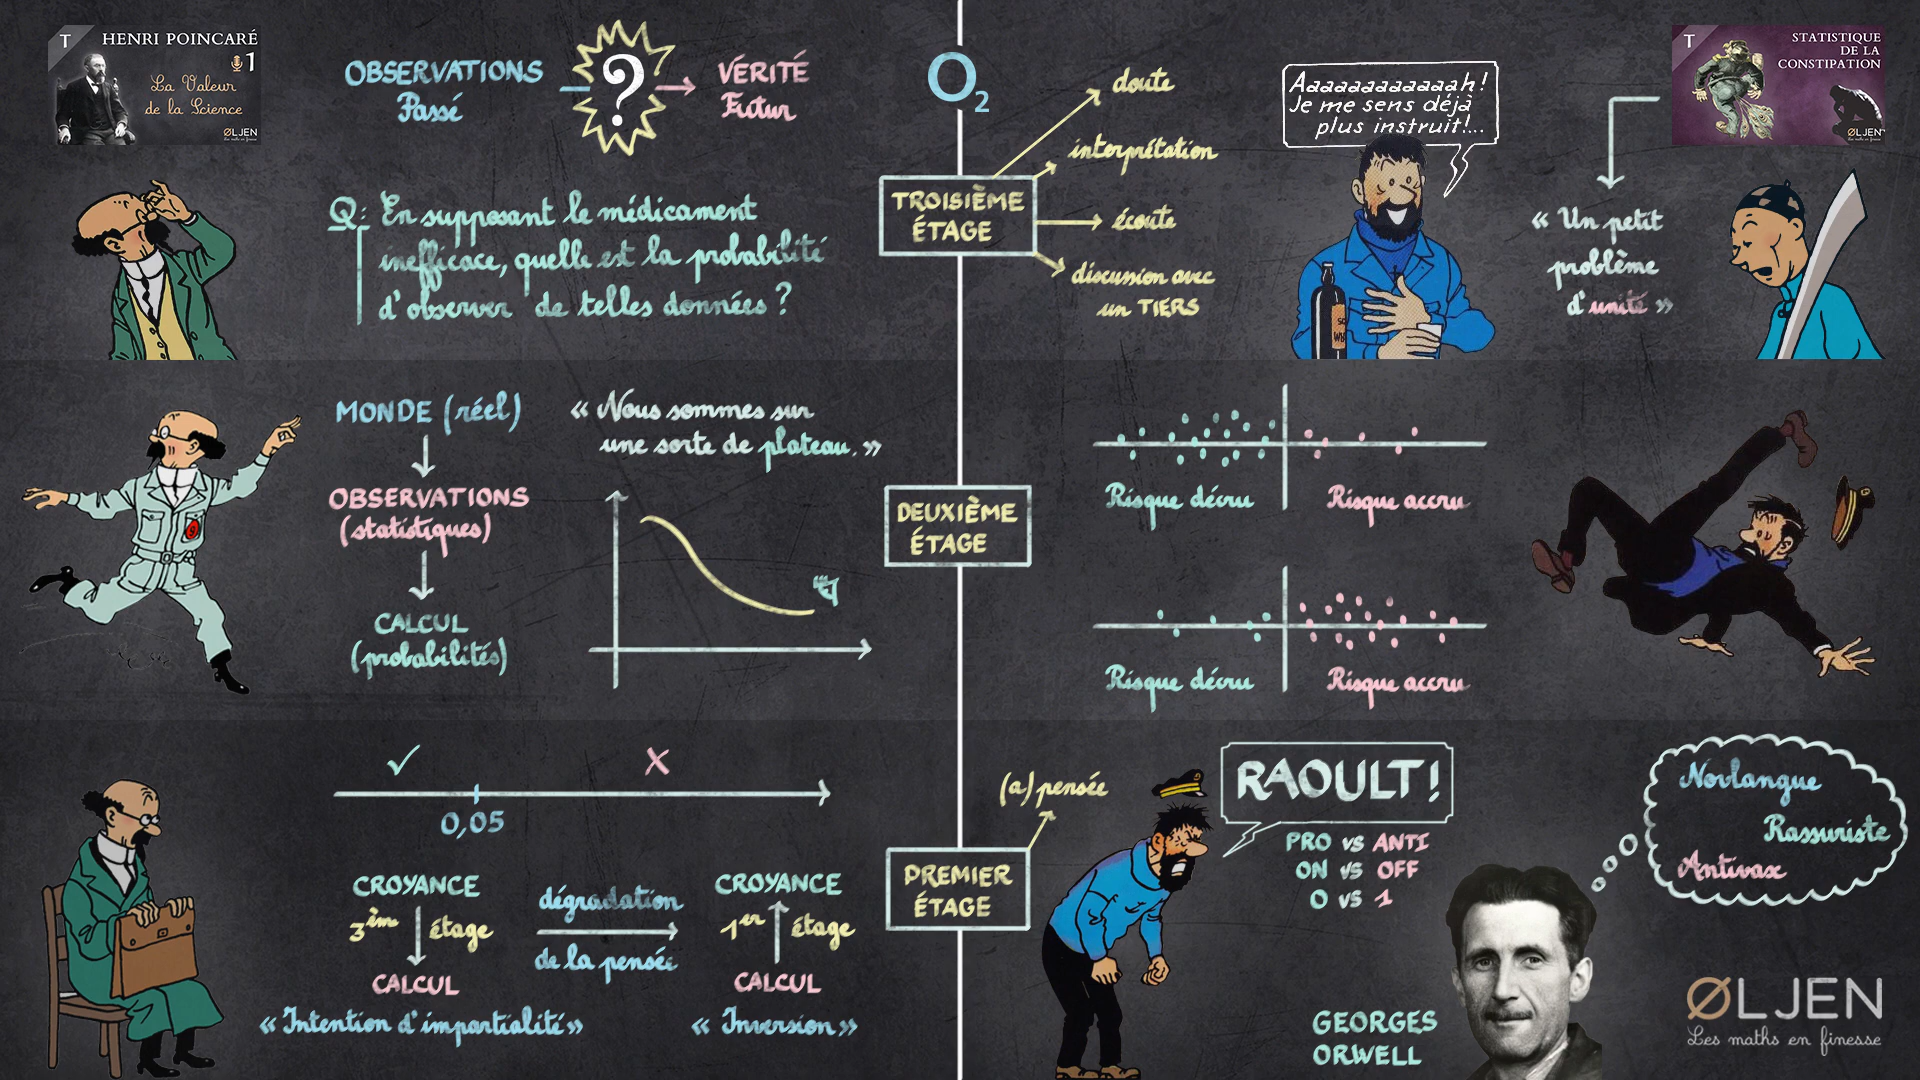 T
HENRI POINCARÉ
1
La Valeur
de la Science
ØLJEN
OBSERVATIONS
Passé
?
VÉRITÉ
Futur
Q: En supposant le médicament
inefficace, quelle est la probabilité
d'observer de telles données ?
O2
TROISIÈME
ÉTAGE
doute
interprétation
écoute
discussion avec
un TIERS
Aaaaaaaaaaaaah!
Je me sens déjà
plus instruit!...
T
STATISTIQUE
DE LA
CONSTIPATION
ØLJEN
« Un petit
problème
d'unité »
MONDE (réel)
OBSERVATIONS
(statistiques)
CALCUL
(probabilités)
« Nous sommes sur
une sorte de plateau. »
DEUXIÈME
ÉTAGE
Risque décru
Risque accru
Risque décru
Risque accru
✓
X
0,05
CROYANCE
3ème étage
CALCUL
« Intention d'impartialité »
dégradation
de la pensée
CROYANCE
1er étage
CALCUL
« Inversion »
PREMIER
ÉTAGE
(a)pensée
RAOULT!
PRO vs ANTI
ON vs OFF
0 vs 1
GEORGES
ORWELL
Novlangue
Rassuriste
Antivax
ØLJEN
Les maths en finesse